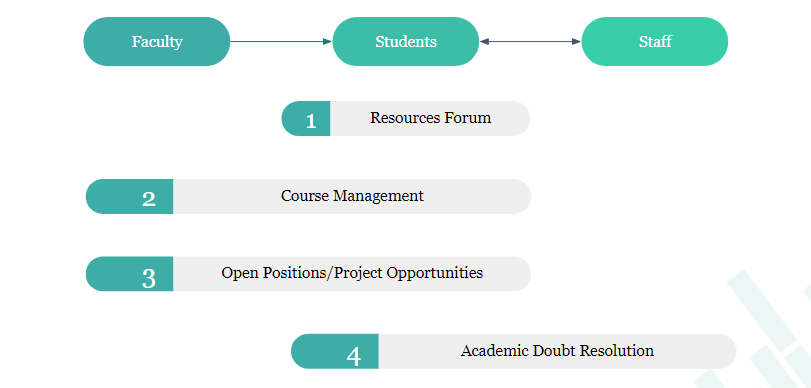 Faculty
Students
Staff
1
Resources Forum
2
Course Management
3
Open Positions/Project Opportunities
4
Academic Doubt Resolution